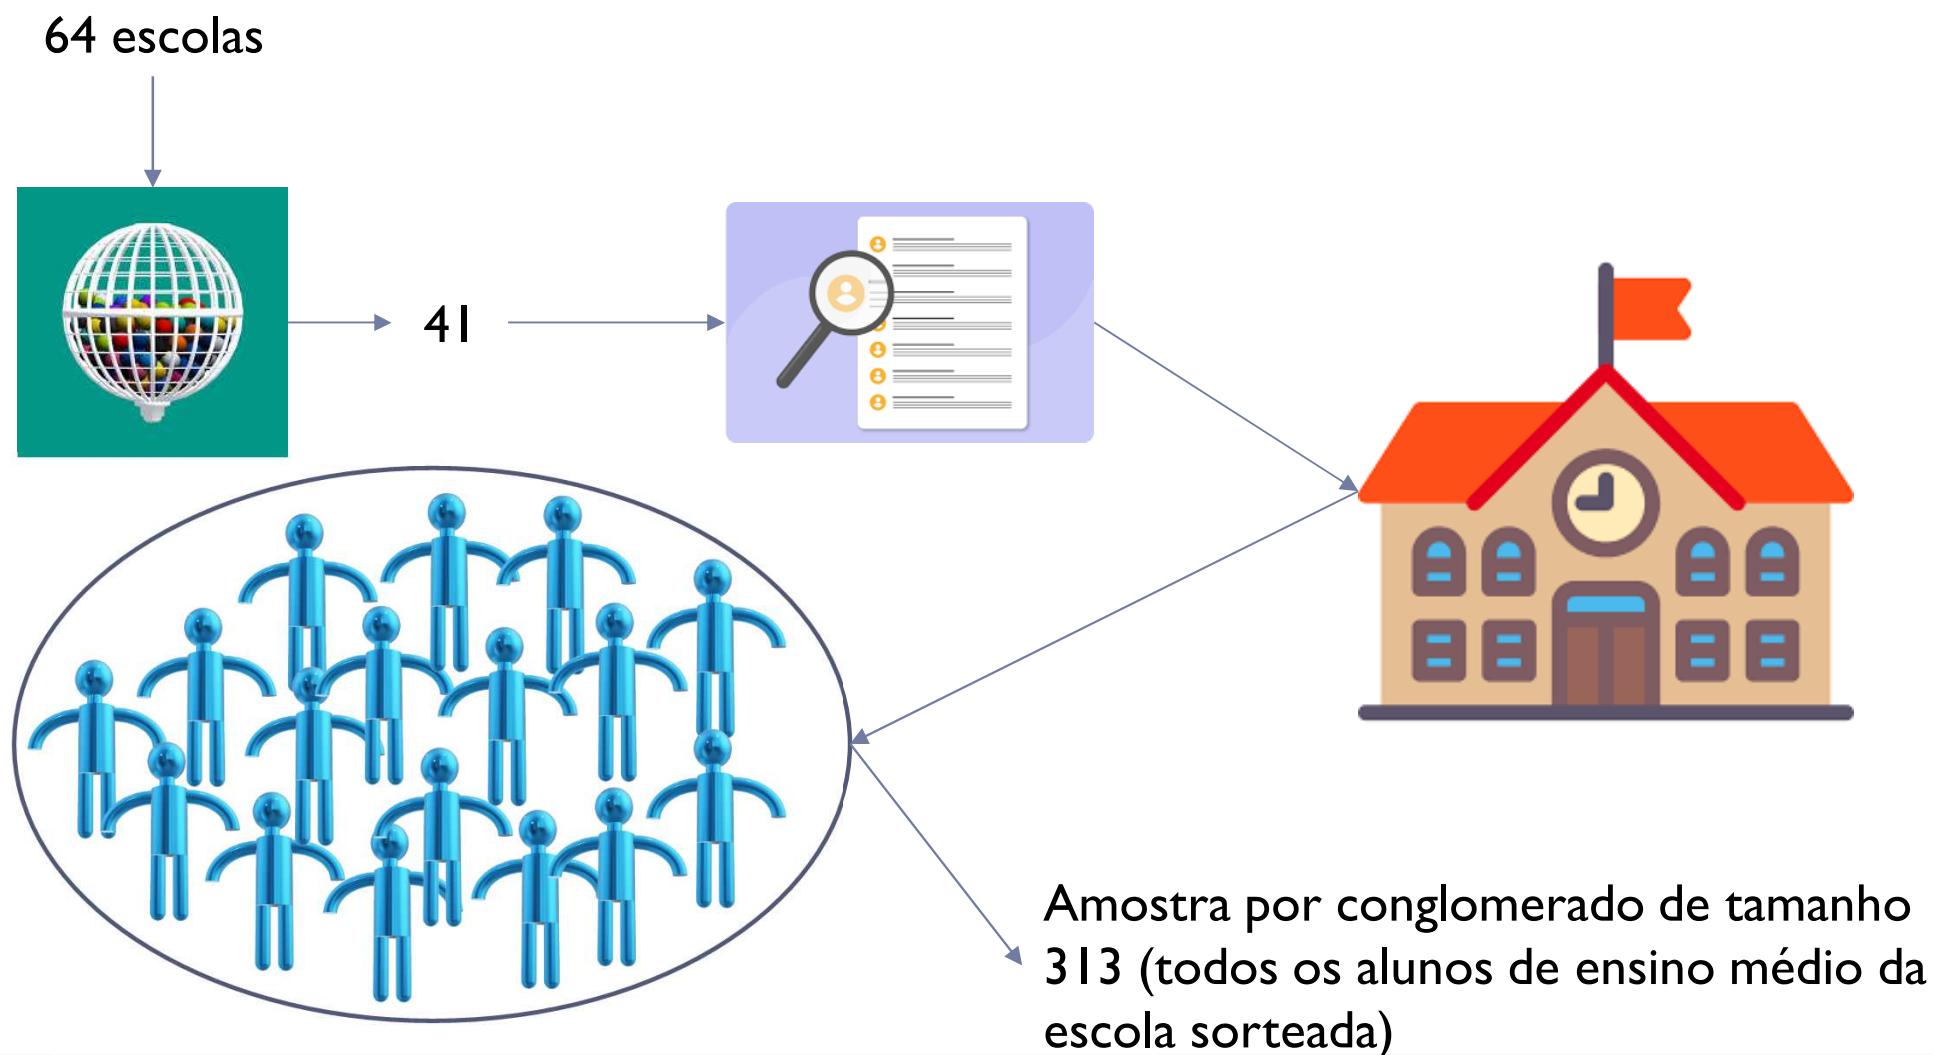 64 escolas
41
Amostra por conglomerado de tamanho
313 (todos os alunos de ensino médio da
escola sorteada)